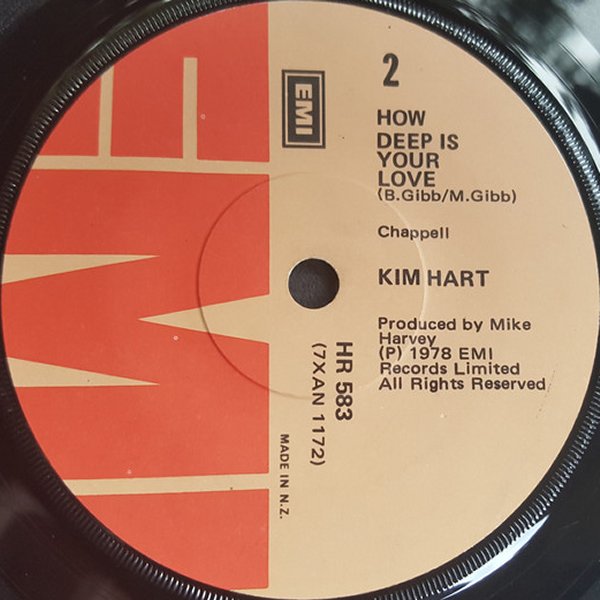 EMI
EMI
2
HOW
DEEP IS
YOUR
LOVE
(B.Gibb/M.Gibb)
Chappell
KIM HART
Produced by Mike
Harvey
(P) 1978 EMI
Records Limited
All Rights Reserved
HR 583
(7XAN 1172)
MADE IN N.Z.